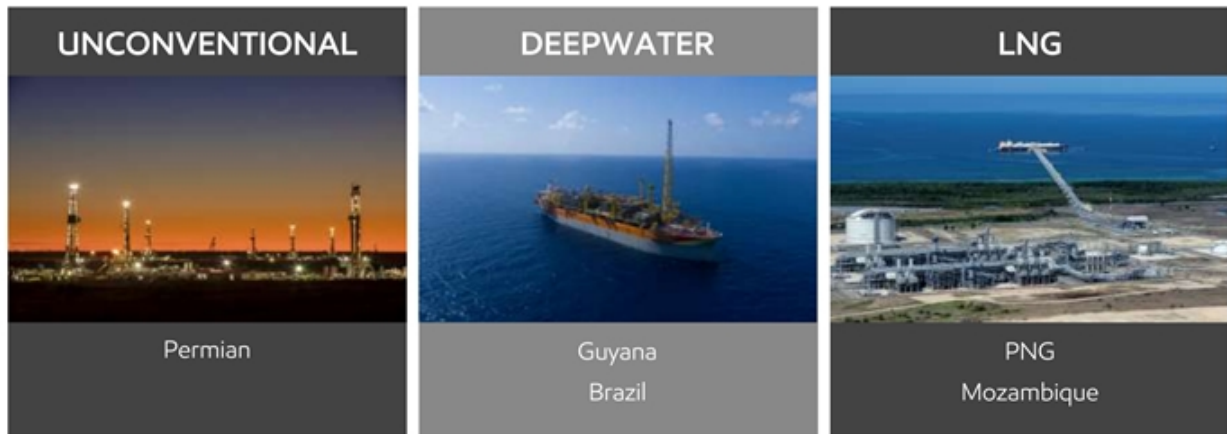 UNCONVENTIONAL
Permian
DEEPWATER
Guyana
Brazil
LNG
PNG
Mozambique